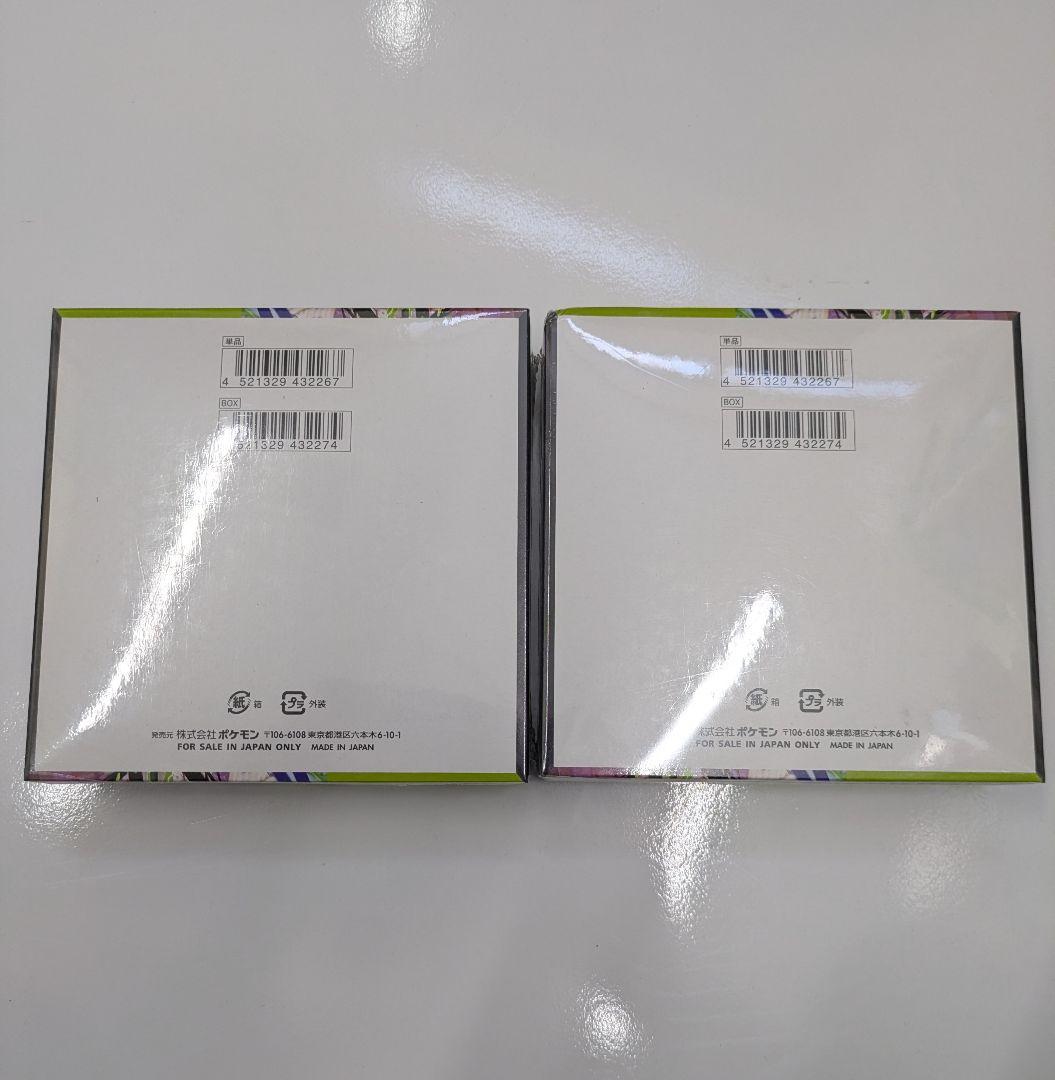 単品
4 521329 432267
BOX
521329 432274
紙 箱
プラ 外装
発売元 株式会社ポケモン 〒106-6108 東京都港区六本木6-10-1
FOR SALE IN JAPAN ONLY MADE IN JAPAN
単品
4 521329 432267
BOX
4 521329 432274
紙 箱
プラ 外装
株式会社ポケモン 〒106-6108 東京都港区六本木6-10-1
FOR SALE IN JAPAN ONLY MADE IN JAPAN